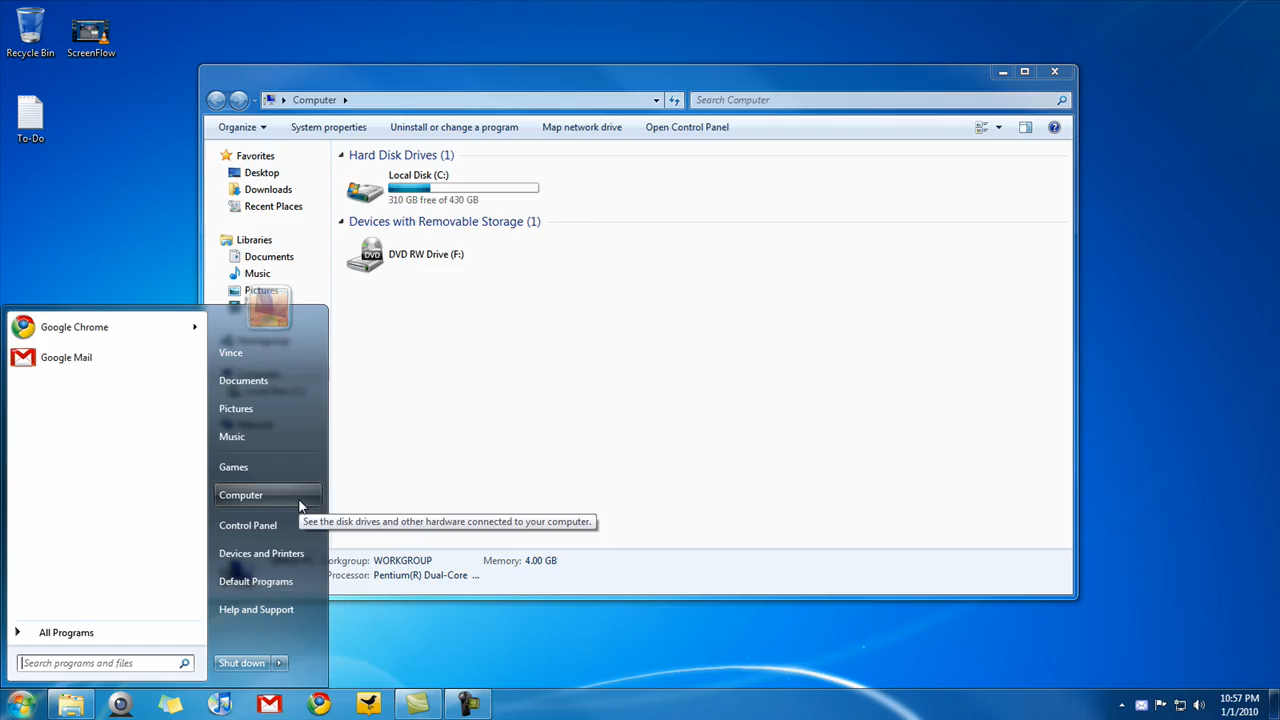 Recycle Bin
ScreenFlow
To-Do
Computer
Search Computer
Organize
System properties
Uninstall or change a program
Map network drive
Open Control Panel
Favorites
Desktop
Downloads
Recent Places
Libraries
Documents
Music
Pictures
Hard Disk Drives (1)
Local Disk (C:)
310 GB free of 430 GB
Devices with Removable Storage (1)
DVD
DVD RW Drive (F:)
orkgroup: WORKGROUP
Memory: 4.00 GB
Processor: Pentium(R) Dual-Core ...
Google Chrome
Google Mail
All Programs
Search programs and files
Vince
Documents
Pictures
Music
Games
Computer
Control Panel
Devices and Printers
Default Programs
Help and Support
Shut down
See the disk drives and other hardware connected to your computer.
10:57 PM
1/1/2010